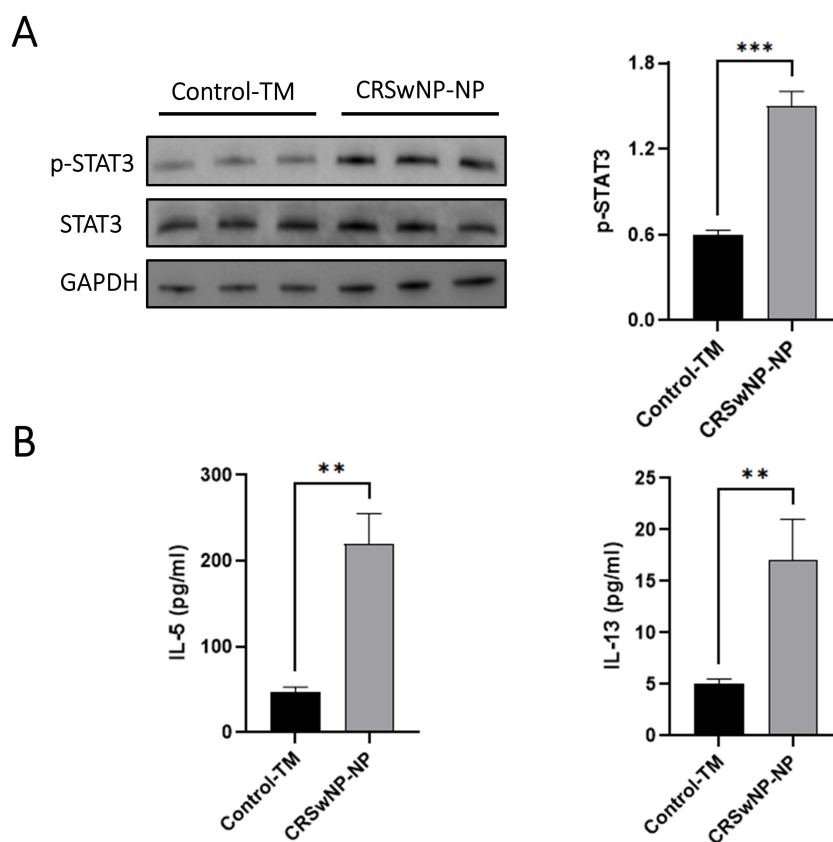 A
Control-TM CRSwNP-NP
p-STAT3
STAT3
GAPDH
***
1.8
1.2
0.6
0.0
p-STAT3
Control-TM
CRSwNP-NP
B
**
300
200
100
0
IL-5 (pg/ml)
Control-TM
CRSwNP-NP
**
25
20
15
10
5
0
IL-13 (pg/ml)
Control-TM
CRSwNP-NP